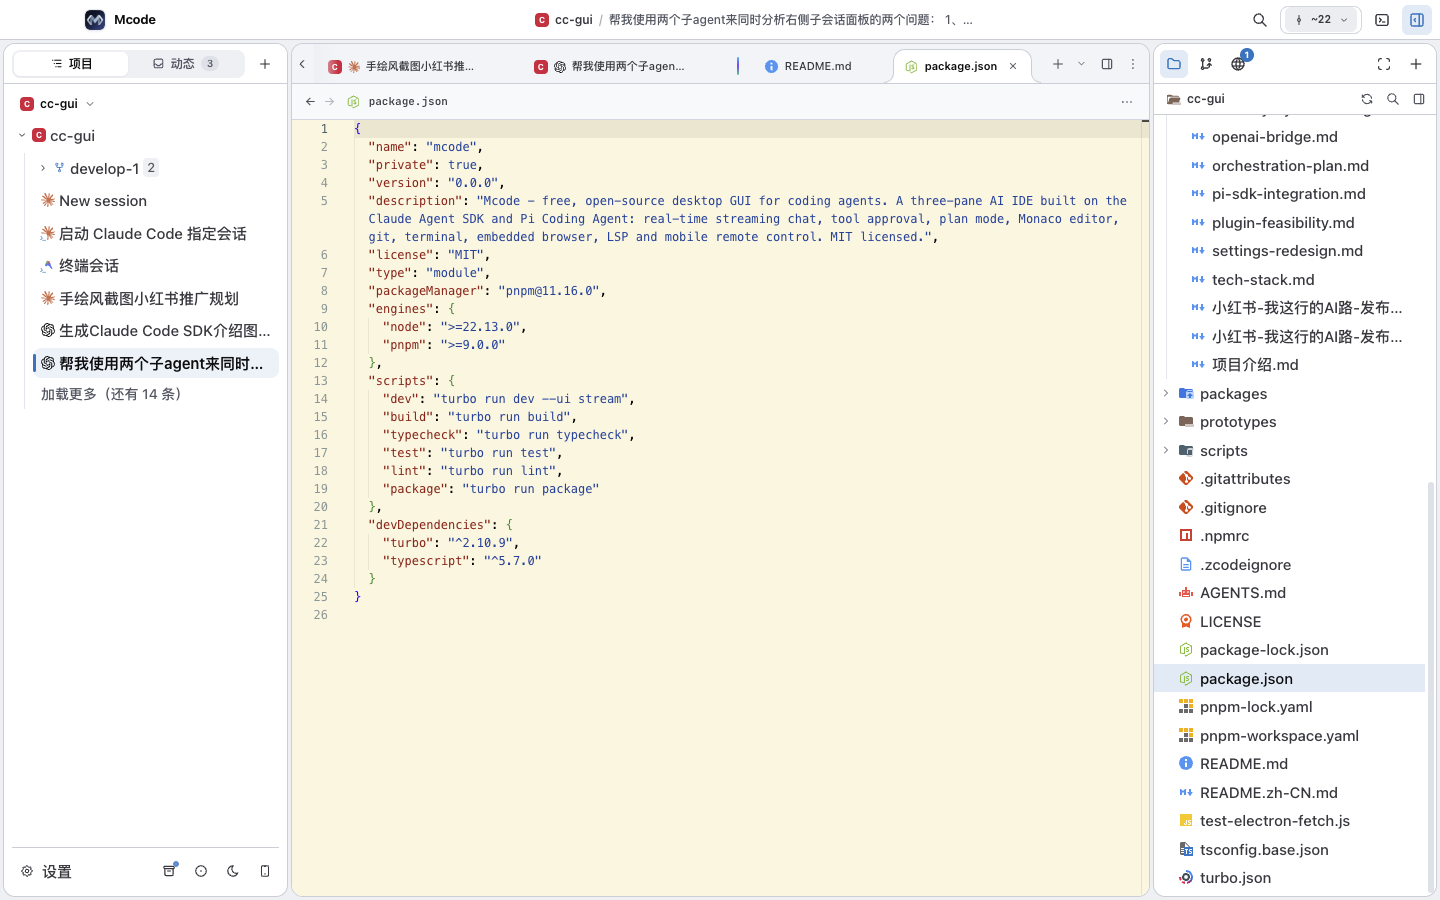 Mcode
cc-gui / 帮我使用两个子agent来同时分析右侧子会话面板的两个问题： 1、...
~22
项目
动态 3
cc-gui
cc-gui
develop-1 2
New session
启动 Claude Code 指定会话
终端会话
手绘风截图小红书推广规划
生成Claude Code SDK介绍图...
帮我使用两个子agent来同时...
加载更多（还有 14 条）
设置
手绘风截图小红书推...
帮我使用两个子agen...
README.md
package.json
package.json
1 {
2 "name": "mcode",
3 "private": true,
4 "version": "0.0.0",
5 "description": "Mcode - free, open-source desktop GUI for coding agents. A three-pane AI IDE built on the
Claude Agent SDK and Pi Coding Agent: real-time streaming chat, tool approval, plan mode, Monaco editor,
git, terminal, embedded browser, LSP and mobile remote control. MIT licensed.",
6 "license": "MIT",
7 "type": "module",
8 "packageManager": "pnpm@11.16.0",
9 "engines": {
10 "node": ">=22.13.0",
11 "pnpm": ">=9.0.0"
12 },
13 "scripts": {
14 "dev": "turbo run dev --ui stream",
15 "build": "turbo run build",
16 "typecheck": "turbo run typecheck",
17 "test": "turbo run test",
18 "lint": "turbo run lint",
19 "package": "turbo run package"
20 },
21 "devDependencies": {
22 "turbo": "^2.10.9",
23 "typescript": "^5.7.0"
24 }
25 }
26
1
cc-gui
openai-bridge.md
orchestration-plan.md
pi-sdk-integration.md
plugin-feasibility.md
settings-redesign.md
tech-stack.md
小红书-我这行的AI路-发布...
小红书-我这行的AI路-发布...
项目介绍.md
packages
prototypes
scripts
.gitattributes
.gitignore
.npmrc
.zcodeignore
AGENTS.md
LICENSE
package-lock.json
package.json
pnpm-lock.yaml
pnpm-workspace.yaml
README.md
README.zh-CN.md
test-electron-fetch.js
tsconfig.base.json
turbo.json